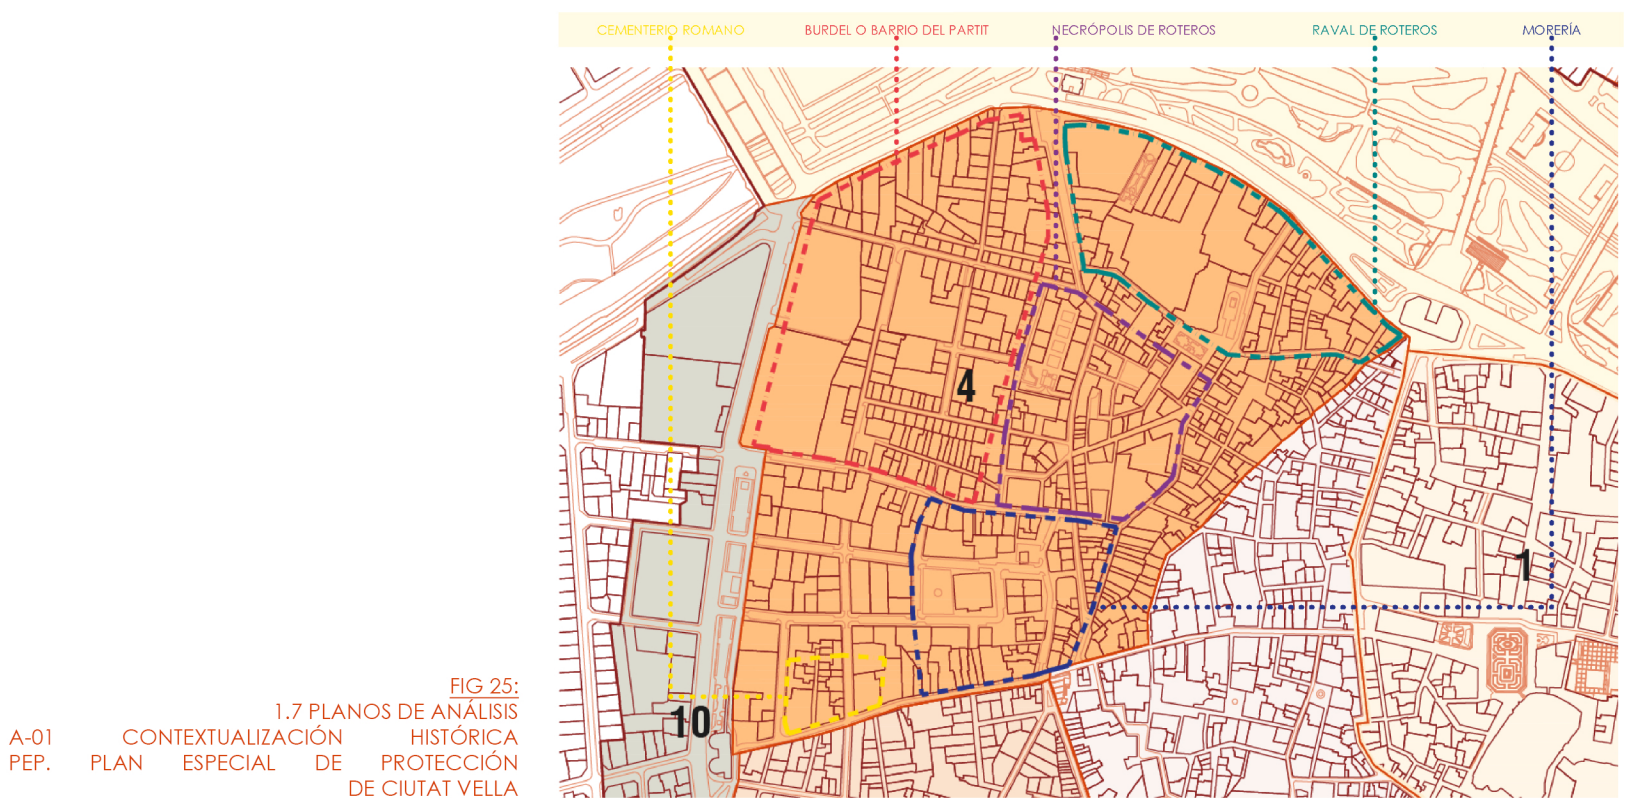 CEMENTERIO ROMANO
BURDEL O BARRIO DEL PARTIT
NECRÓPOLIS DE ROTEROS
RAVAL DE ROTEROS
MORERÍA
4
1
10
FIG 25:
1.7 PLANOS DE ANÁLISIS
A-01 CONTEXTUALIZACIÓN HISTÓRICA
PEP. PLAN ESPECIAL DE PROTECCIÓN
DE CIUTAT VELLA